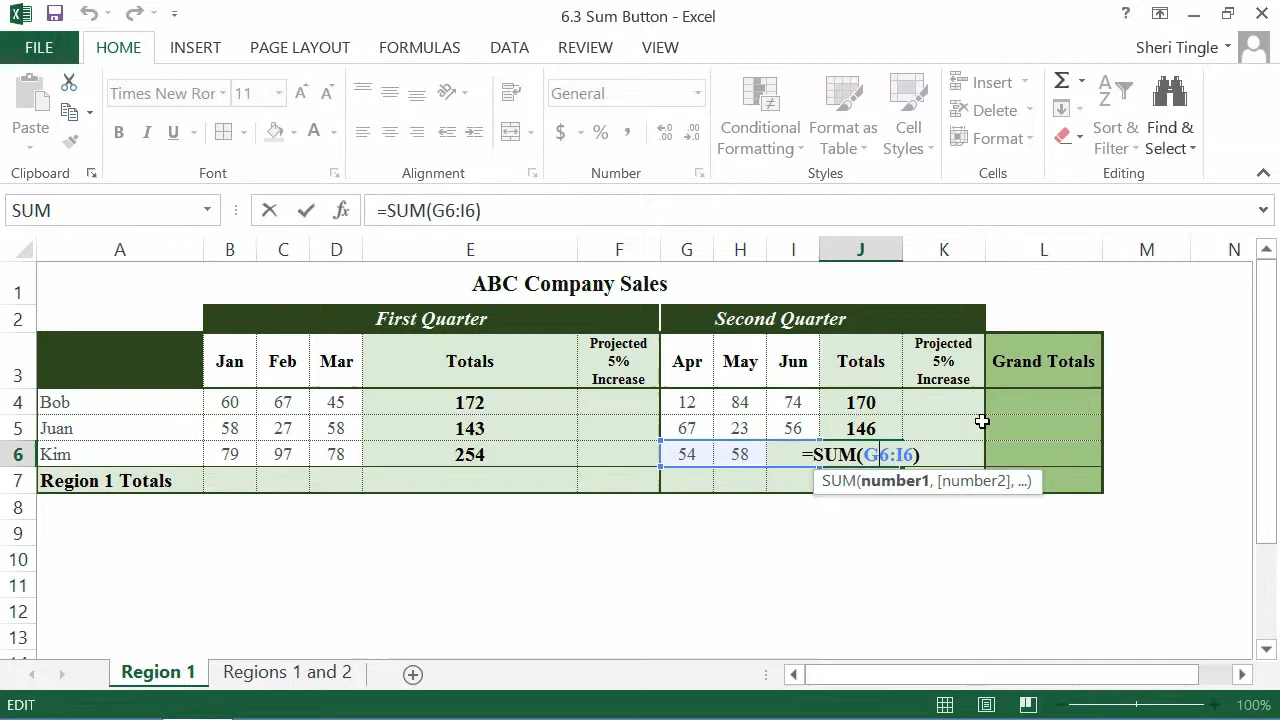 6.3 Sum Button - Excel
FILE HOME INSERT PAGE LAYOUT FORMULAS DATA REVIEW VIEW Sheri Tingle
Paste
Clipboard
Times New Ror 11
B I U A
Font
Alignment
General
$ % ,
Number
Conditional Formatting
Format as Table
Cell Styles
Styles
Insert
Delete
Format
Cells
Σ
Sort & Filter
Find & Select
Editing
SUM fx =SUM(G6:I6)
A B C D E F G H I J K L M N
1 ABC Company Sales
2 First Quarter Second Quarter
3 Jan Feb Mar Totals Projected 5% Increase Apr May Jun Totals Projected 5% Increase Grand Totals
4 Bob 60 67 45 172 12 84 74 170
5 Juan 58 27 58 143 67 23 56 146
6 Kim 79 97 78 254 54 58 =SUM(G6:I6)
7 Region 1 Totals
SUM(number1, [number2], ...)
8
9
10
11
12
13
Region 1 Regions 1 and 2
EDIT 100%